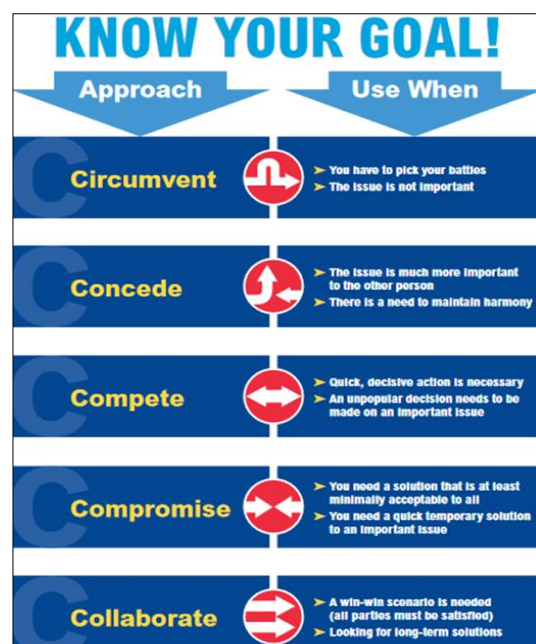 KNOW YOUR GOAL!
Approach
Use When
C
Circumvent
➤ You have to pick your battles
➤ The issue is not important
C
Concede
➤ The issue is much more important
to the other person
➤ There is a need to maintain harmony
C
Compete
➤ Quick, decisive action is necessary
➤ An unpopular decision needs to be
made on an important issue
C
Compromise
➤ You need a solution that is at least
minimally acceptable to all
➤ You need a quick temporary solution
to an important issue
C
Collaborate
➤ A win-win scenario is needed
(all parties must be satisfied)
➤ Looking for long-term solutions